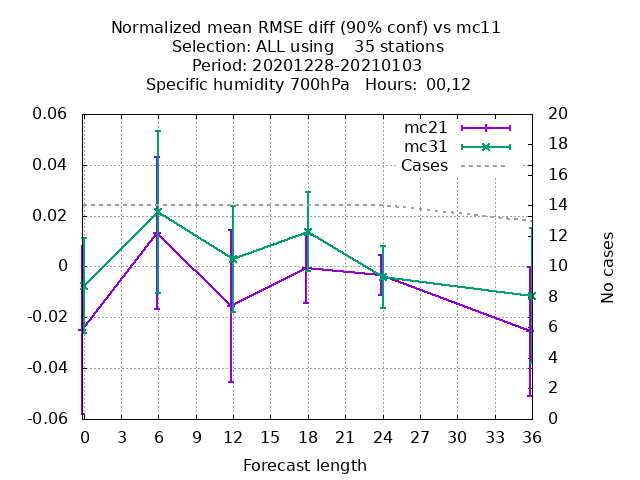 Normalized mean RMSE diff (90% conf) vs mc11
Selection: ALL using    35 stations
Period: 20201228-20210103
Specific humidity 700hPa   Hours: 00,12
mc21
mc31
Cases
0.06
0.04
0.02
0
-0.02
-0.04
-0.06
20
18
16
14
12
10
8
6
4
2
0
No cases
0 3 6 9 12 15 18 21 24 27 30 33 36
Forecast length